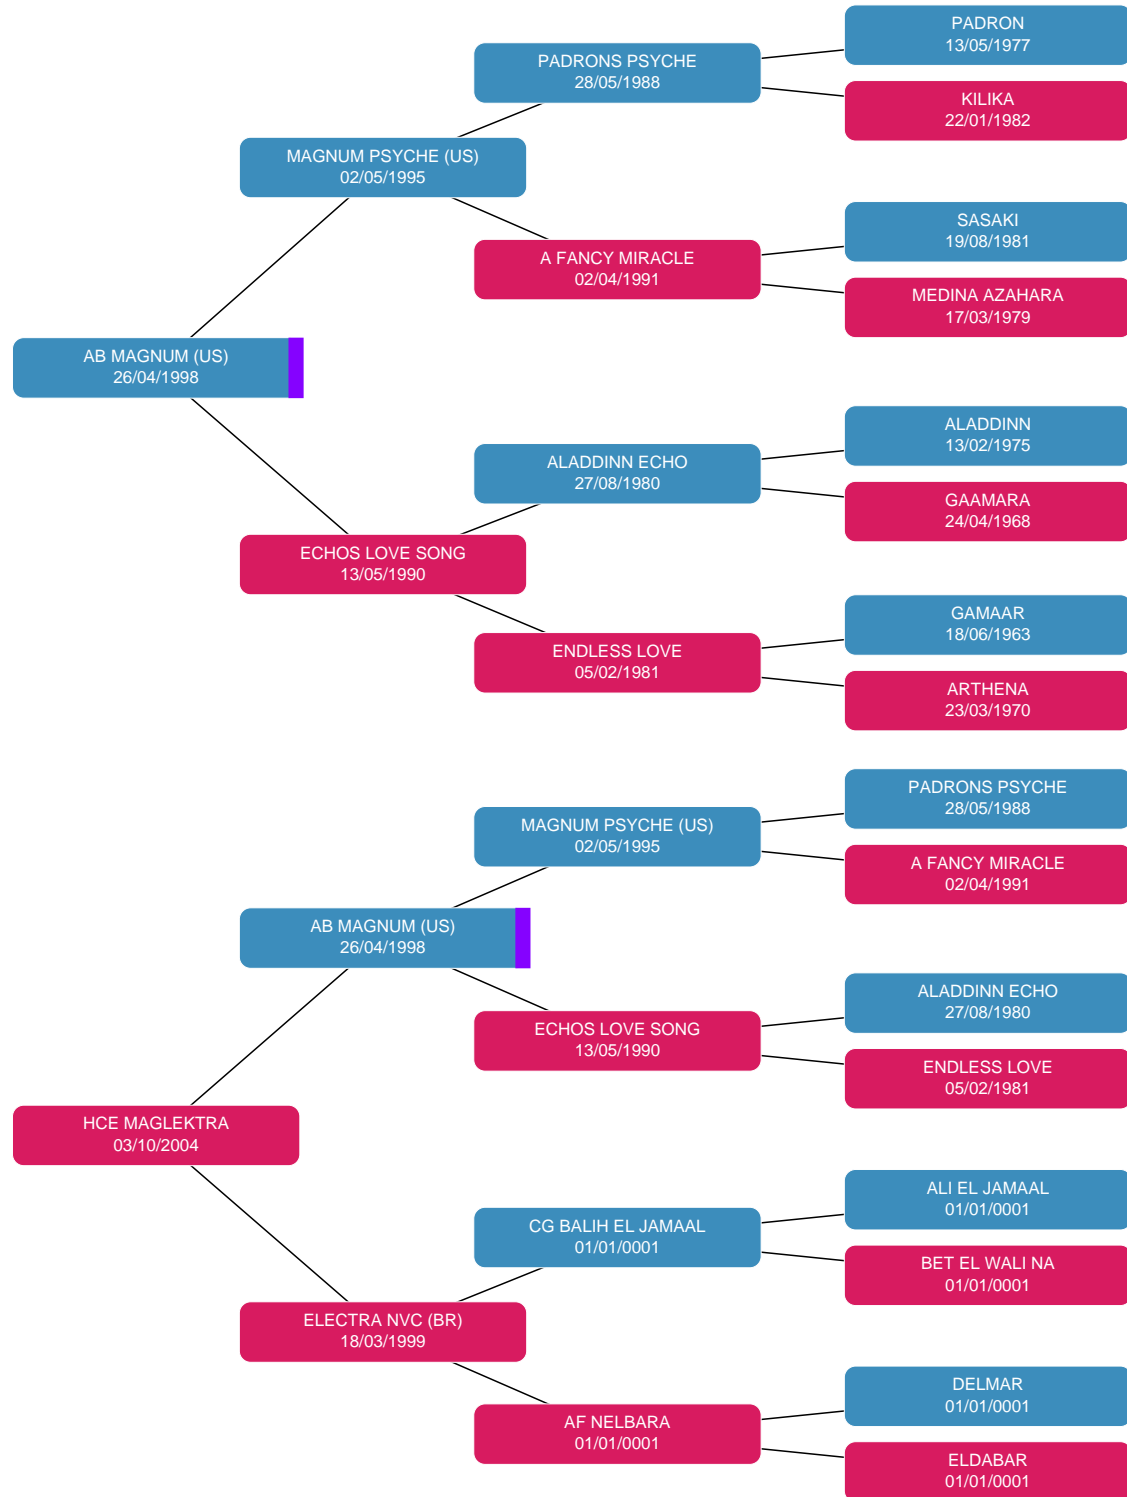 PADRON
13/05/1977
PADRONS PSYCHE
28/05/1988
KILIKA
22/01/1982
MAGNUM PSYCHE (US)
02/05/1995
SASAKI
19/08/1981
A FANCY MIRACLE
02/04/1991
MEDINA AZAHARA
17/03/1979
AB MAGNUM (US)
26/04/1998
ALADDINN
13/02/1975
ALADDINN ECHO
27/08/1980
GAAMARA
24/04/1968
ECHOS LOVE SONG
13/05/1990
GAMAAR
18/06/1963
ENDLESS LOVE
05/02/1981
ARTHENA
23/03/1970
PADRONS PSYCHE
28/05/1988
MAGNUM PSYCHE (US)
02/05/1995
A FANCY MIRACLE
02/04/1991
AB MAGNUM (US)
26/04/1998
ALADDINN ECHO
27/08/1980
ECHOS LOVE SONG
13/05/1990
ENDLESS LOVE
05/02/1981
HCE MAGLEKTRA
03/10/2004
ALI EL JAMAAL
01/01/0001
CG BALIH EL JAMAAL
01/01/0001
BET EL WALI NA
01/01/0001
ELECTRA NVC (BR)
18/03/1999
DELMAR
01/01/0001
AF NELBARA
01/01/0001
ELDABAR
01/01/0001